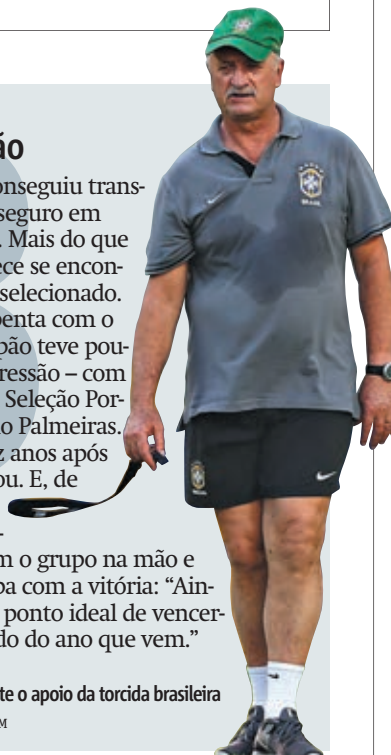 ão
onseguiu trans-
seguro em
. Mais do que
ece se encon-
selecionado.
penta com o
pão teve pou-
ressão – com
Seleção Por-
o Palmeiras.
z anos após
ou. E, de
-
m o grupo na mão e
pa com a vitória: “Ain-
ponto ideal de vencer-
do do ano que vem.”
te o apoio da torcida brasileira
M
BRASIL